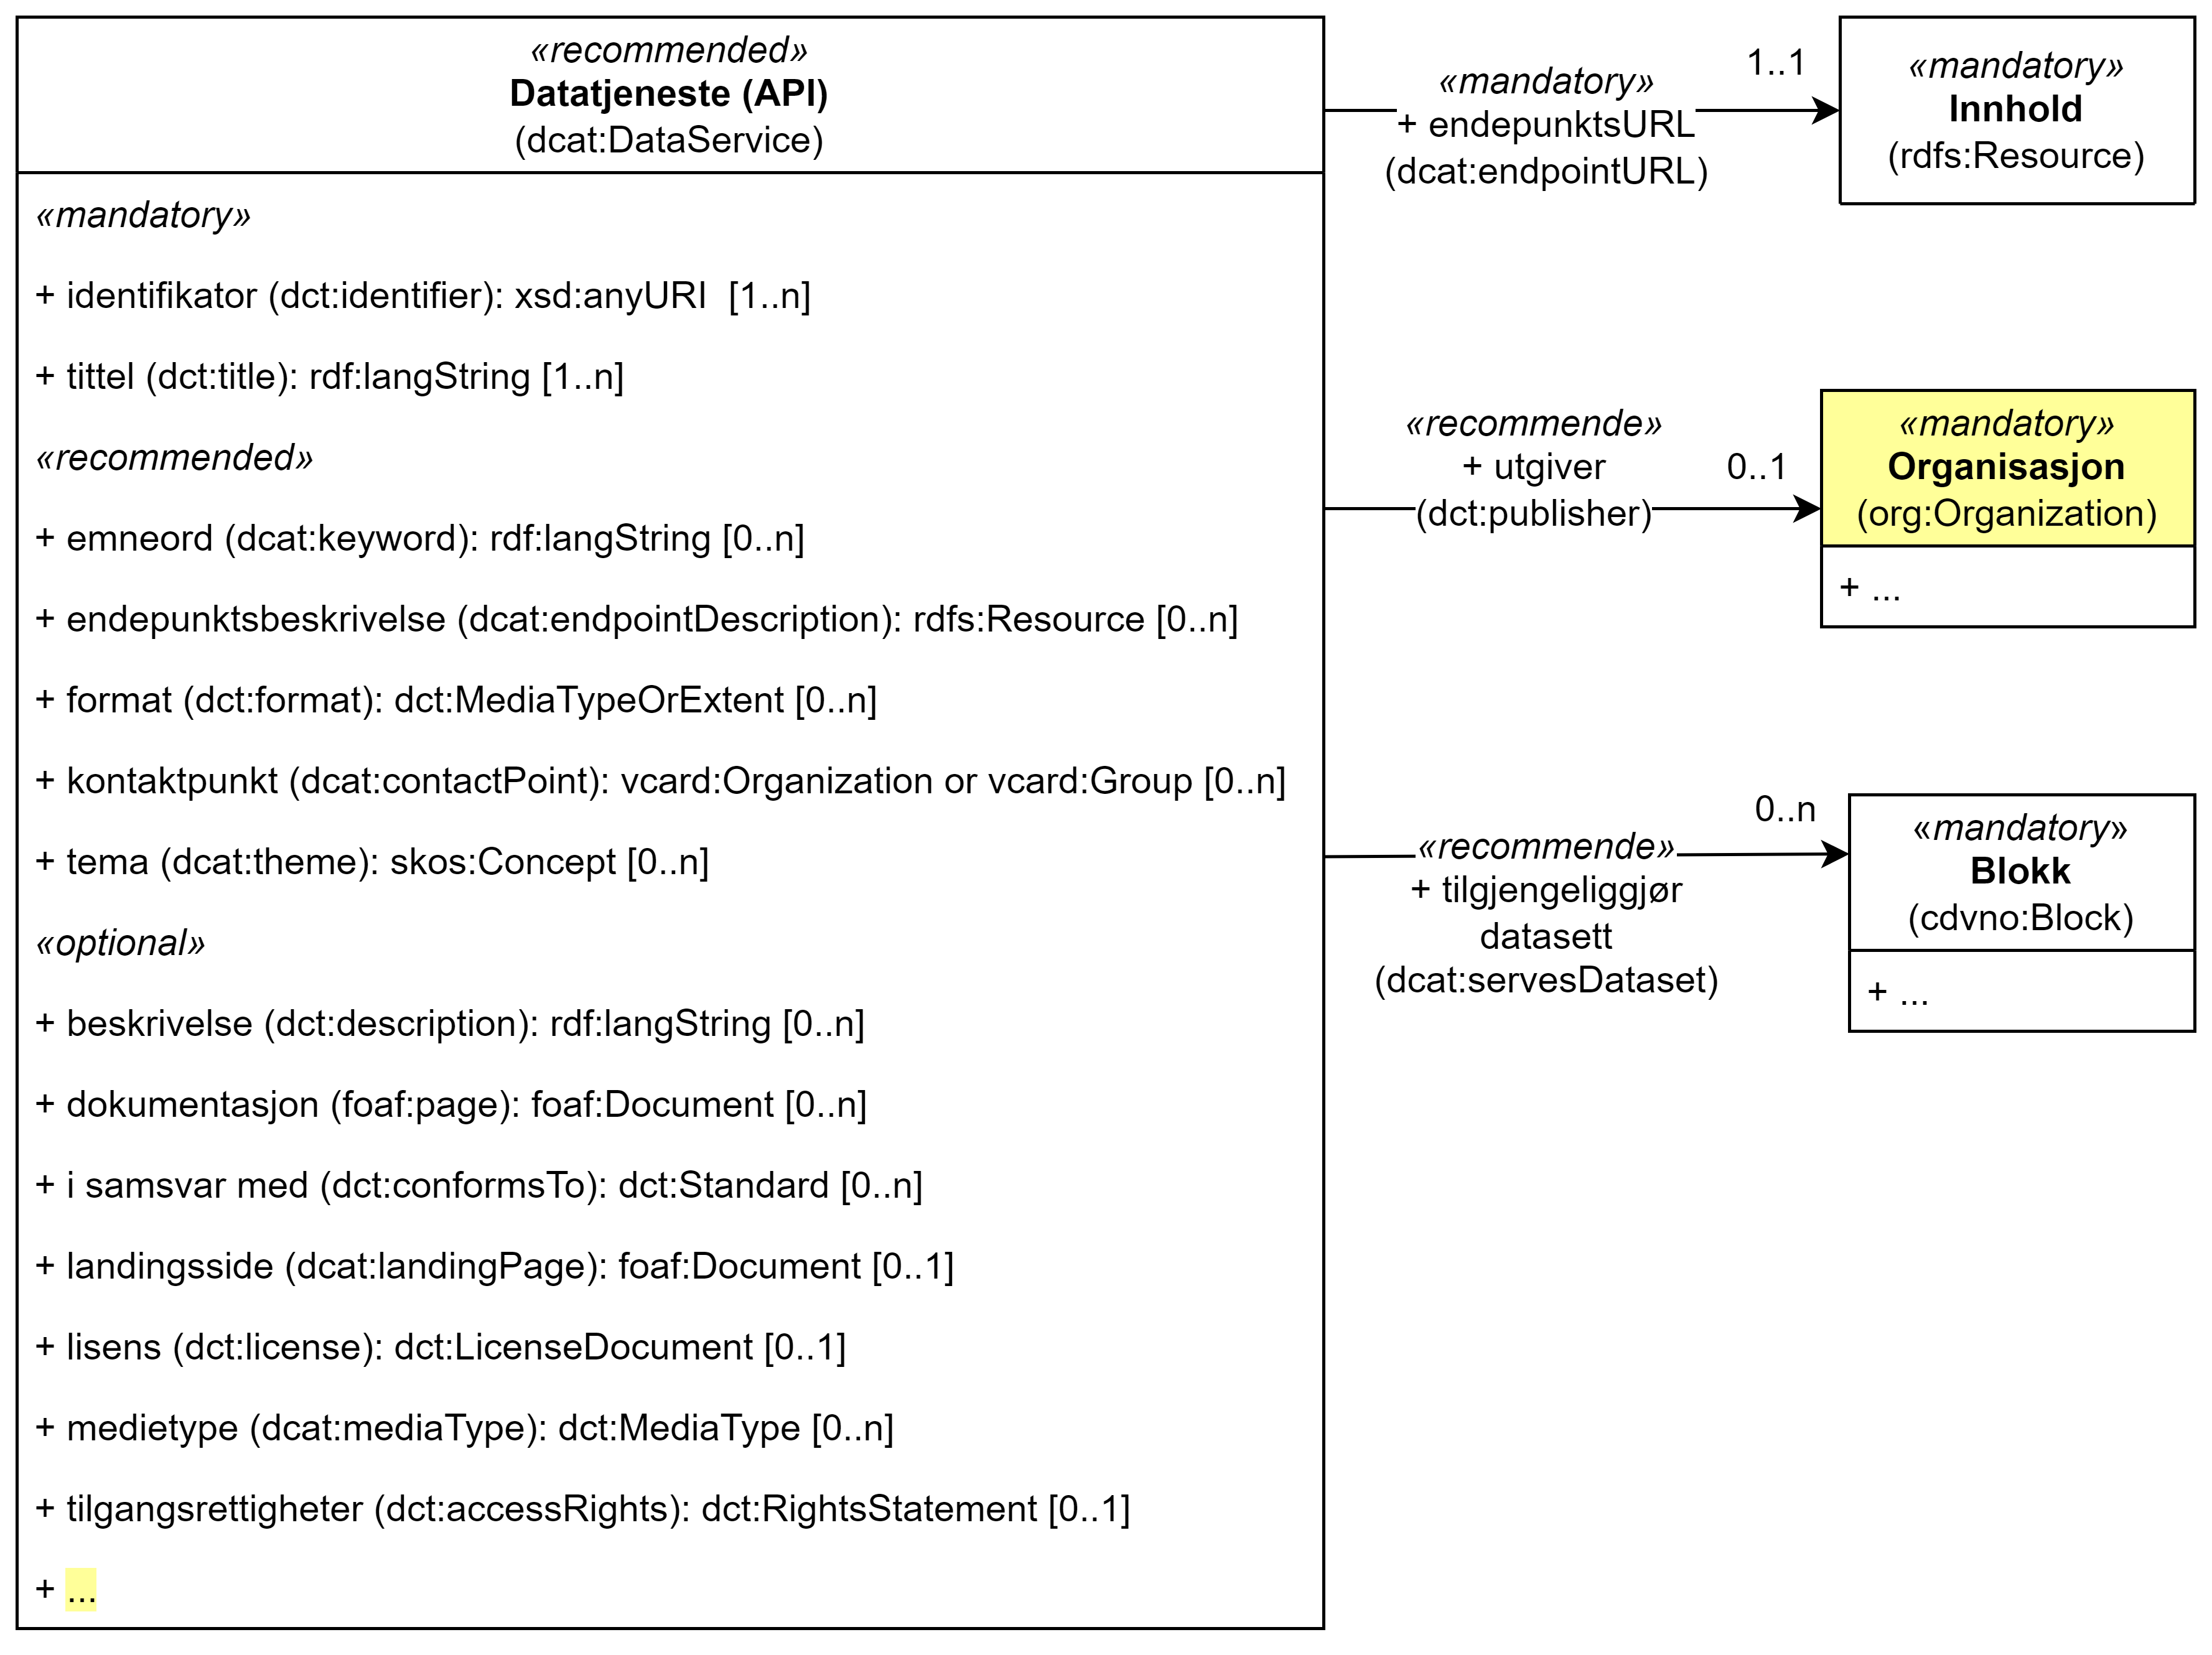 «recommended»
Datatjeneste (API)
(dcat:DataService)
«mandatory»
+ identifikator (dct:identifier): xsd:anyURI  [1..n]
+ tittel (dct:title): rdf:langString [1..n]
«recommended»
+ emneord (dcat:keyword): rdf:langString [0..n]
+ endepunktsbeskrivelse (dcat:endpointDescription): rdfs:Resource [0..n]
+ format (dct:format): dct:MediaTypeOrExtent [0..n]
+ kontaktpunkt (dcat:contactPoint): vcard:Organization or vcard:Group [0..n]
+ tema (dcat:theme): skos:Concept [0..n]
«optional»
+ beskrivelse (dct:description): rdf:langString [0..n]
+ dokumentasjon (foaf:page): foaf:Document [0..n]
+ i samsvar med (dct:conformsTo): dct:Standard [0..n]
+ landingsside (dcat:landingPage): foaf:Document [0..1]
+ lisens (dct:license): dct:LicenseDocument [0..1]
+ medietype (dcat:mediaType): dct:MediaType [0..n]
+ tilgangsrettigheter (dct:accessRights): dct:RightsStatement [0..1]
+ ...
«mandatory»
+ endepunktsURL
(dcat:endpointURL)
1..1
«mandatory»
Innhold
(rdfs:Resource)
«recommende»
+ utgiver
(dct:publisher)
0..1
«mandatory»
Organisasjon
(org:Organization)
+ ...
«recommende»
+ tilgjengeliggjør
datasett
(dcat:servesDataset)
0..n
«mandatory»
Blokk
(cdvno:Block)
+ ...